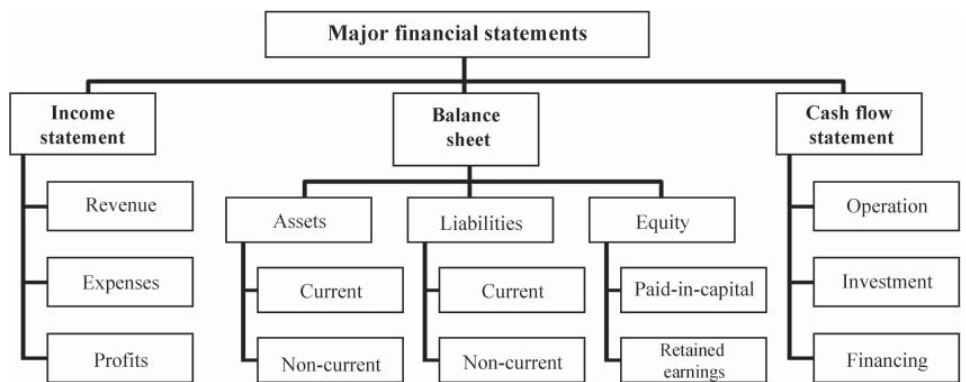 Major financial statements
Income
statement
Balance
sheet
Cash flow
statement
Revenue
Expenses
Profits
Assets
Current
Non-current
Liabilities
Current
Non-current
Equity
Paid-in-capital
Retained
earnings
Operation
Investment
Financing